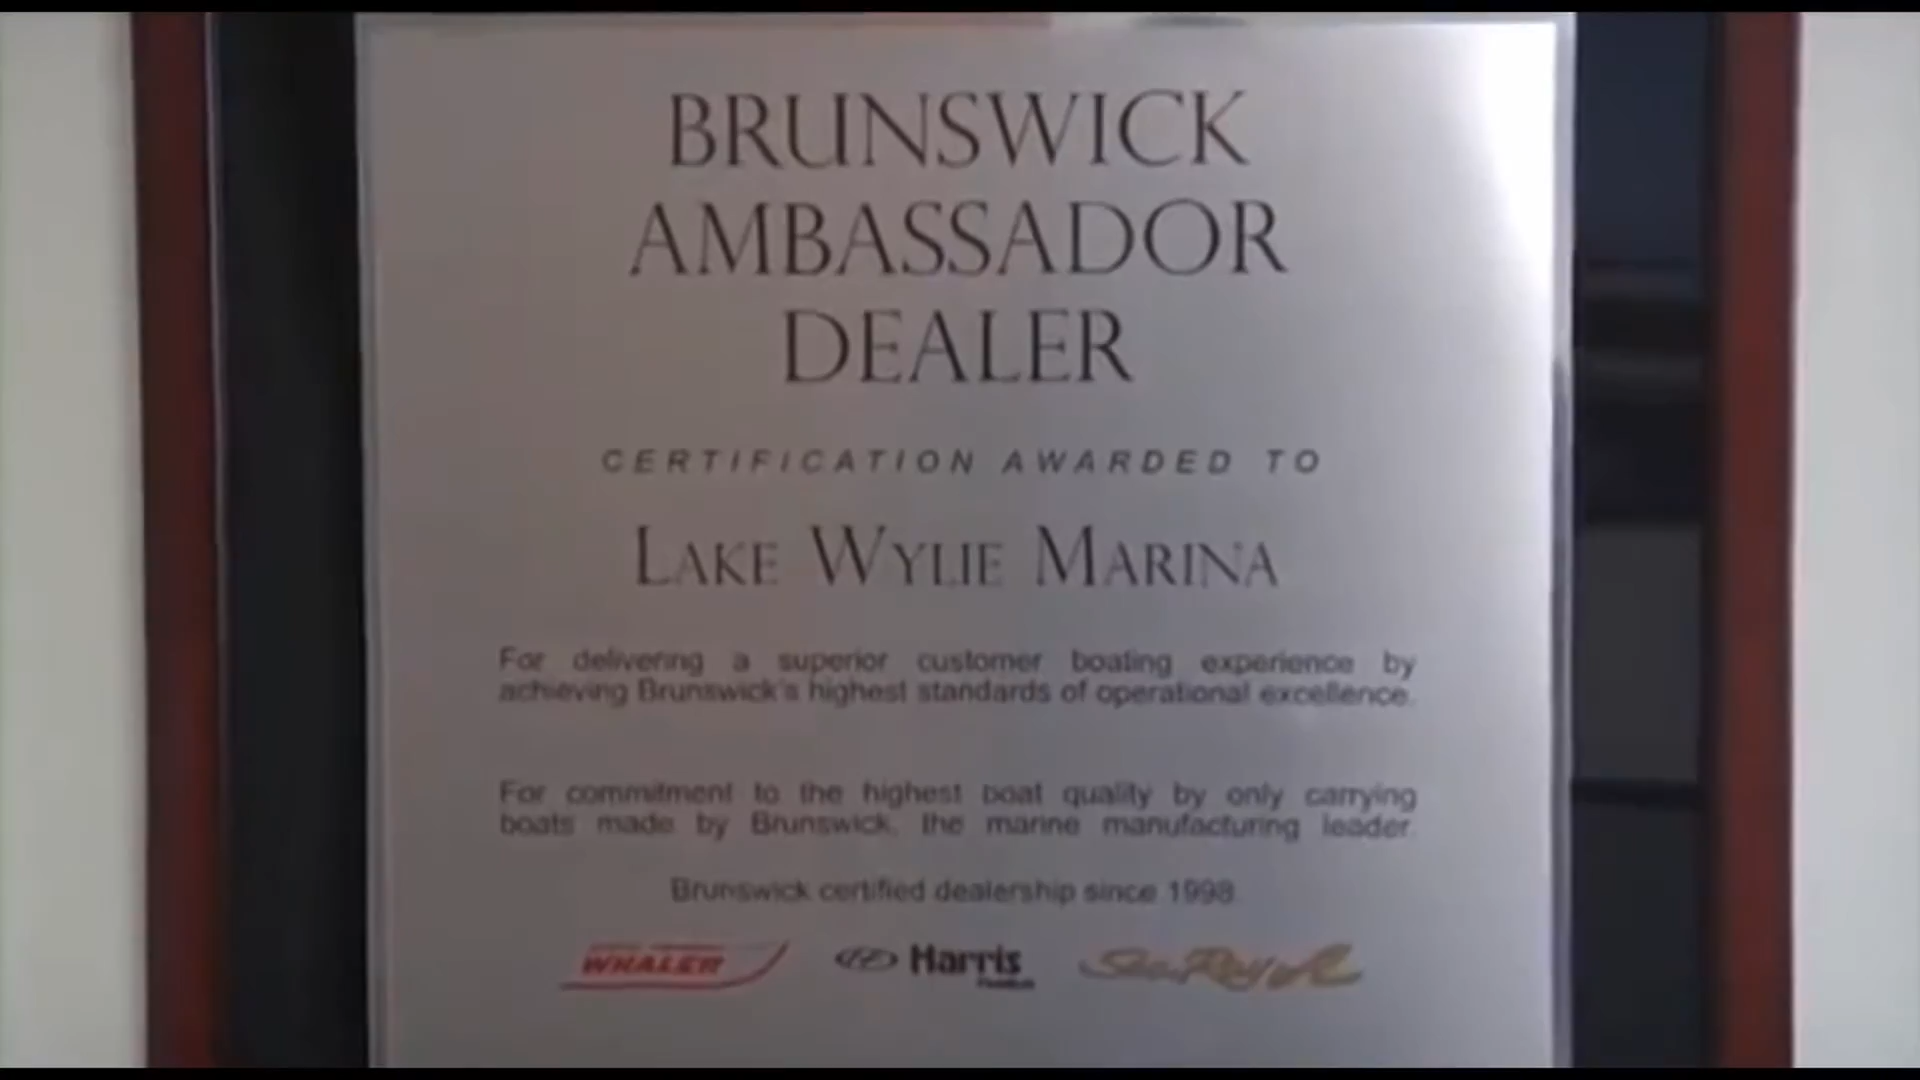 BRUNSWICK
AMBASSADOR
DEALER
CERTIFICATION AWARDED TO
LAKE WYLIE MARINA
For delivering a superior customer boating experience by
achieving Brunswick's highest standards of operational excellence.
For commitment to the highest boat quality by only carrying
boats made by Brunswick, the marine manufacturing leader.
Brunswick certified dealership since 1998
WHALER Harris Sea Ray